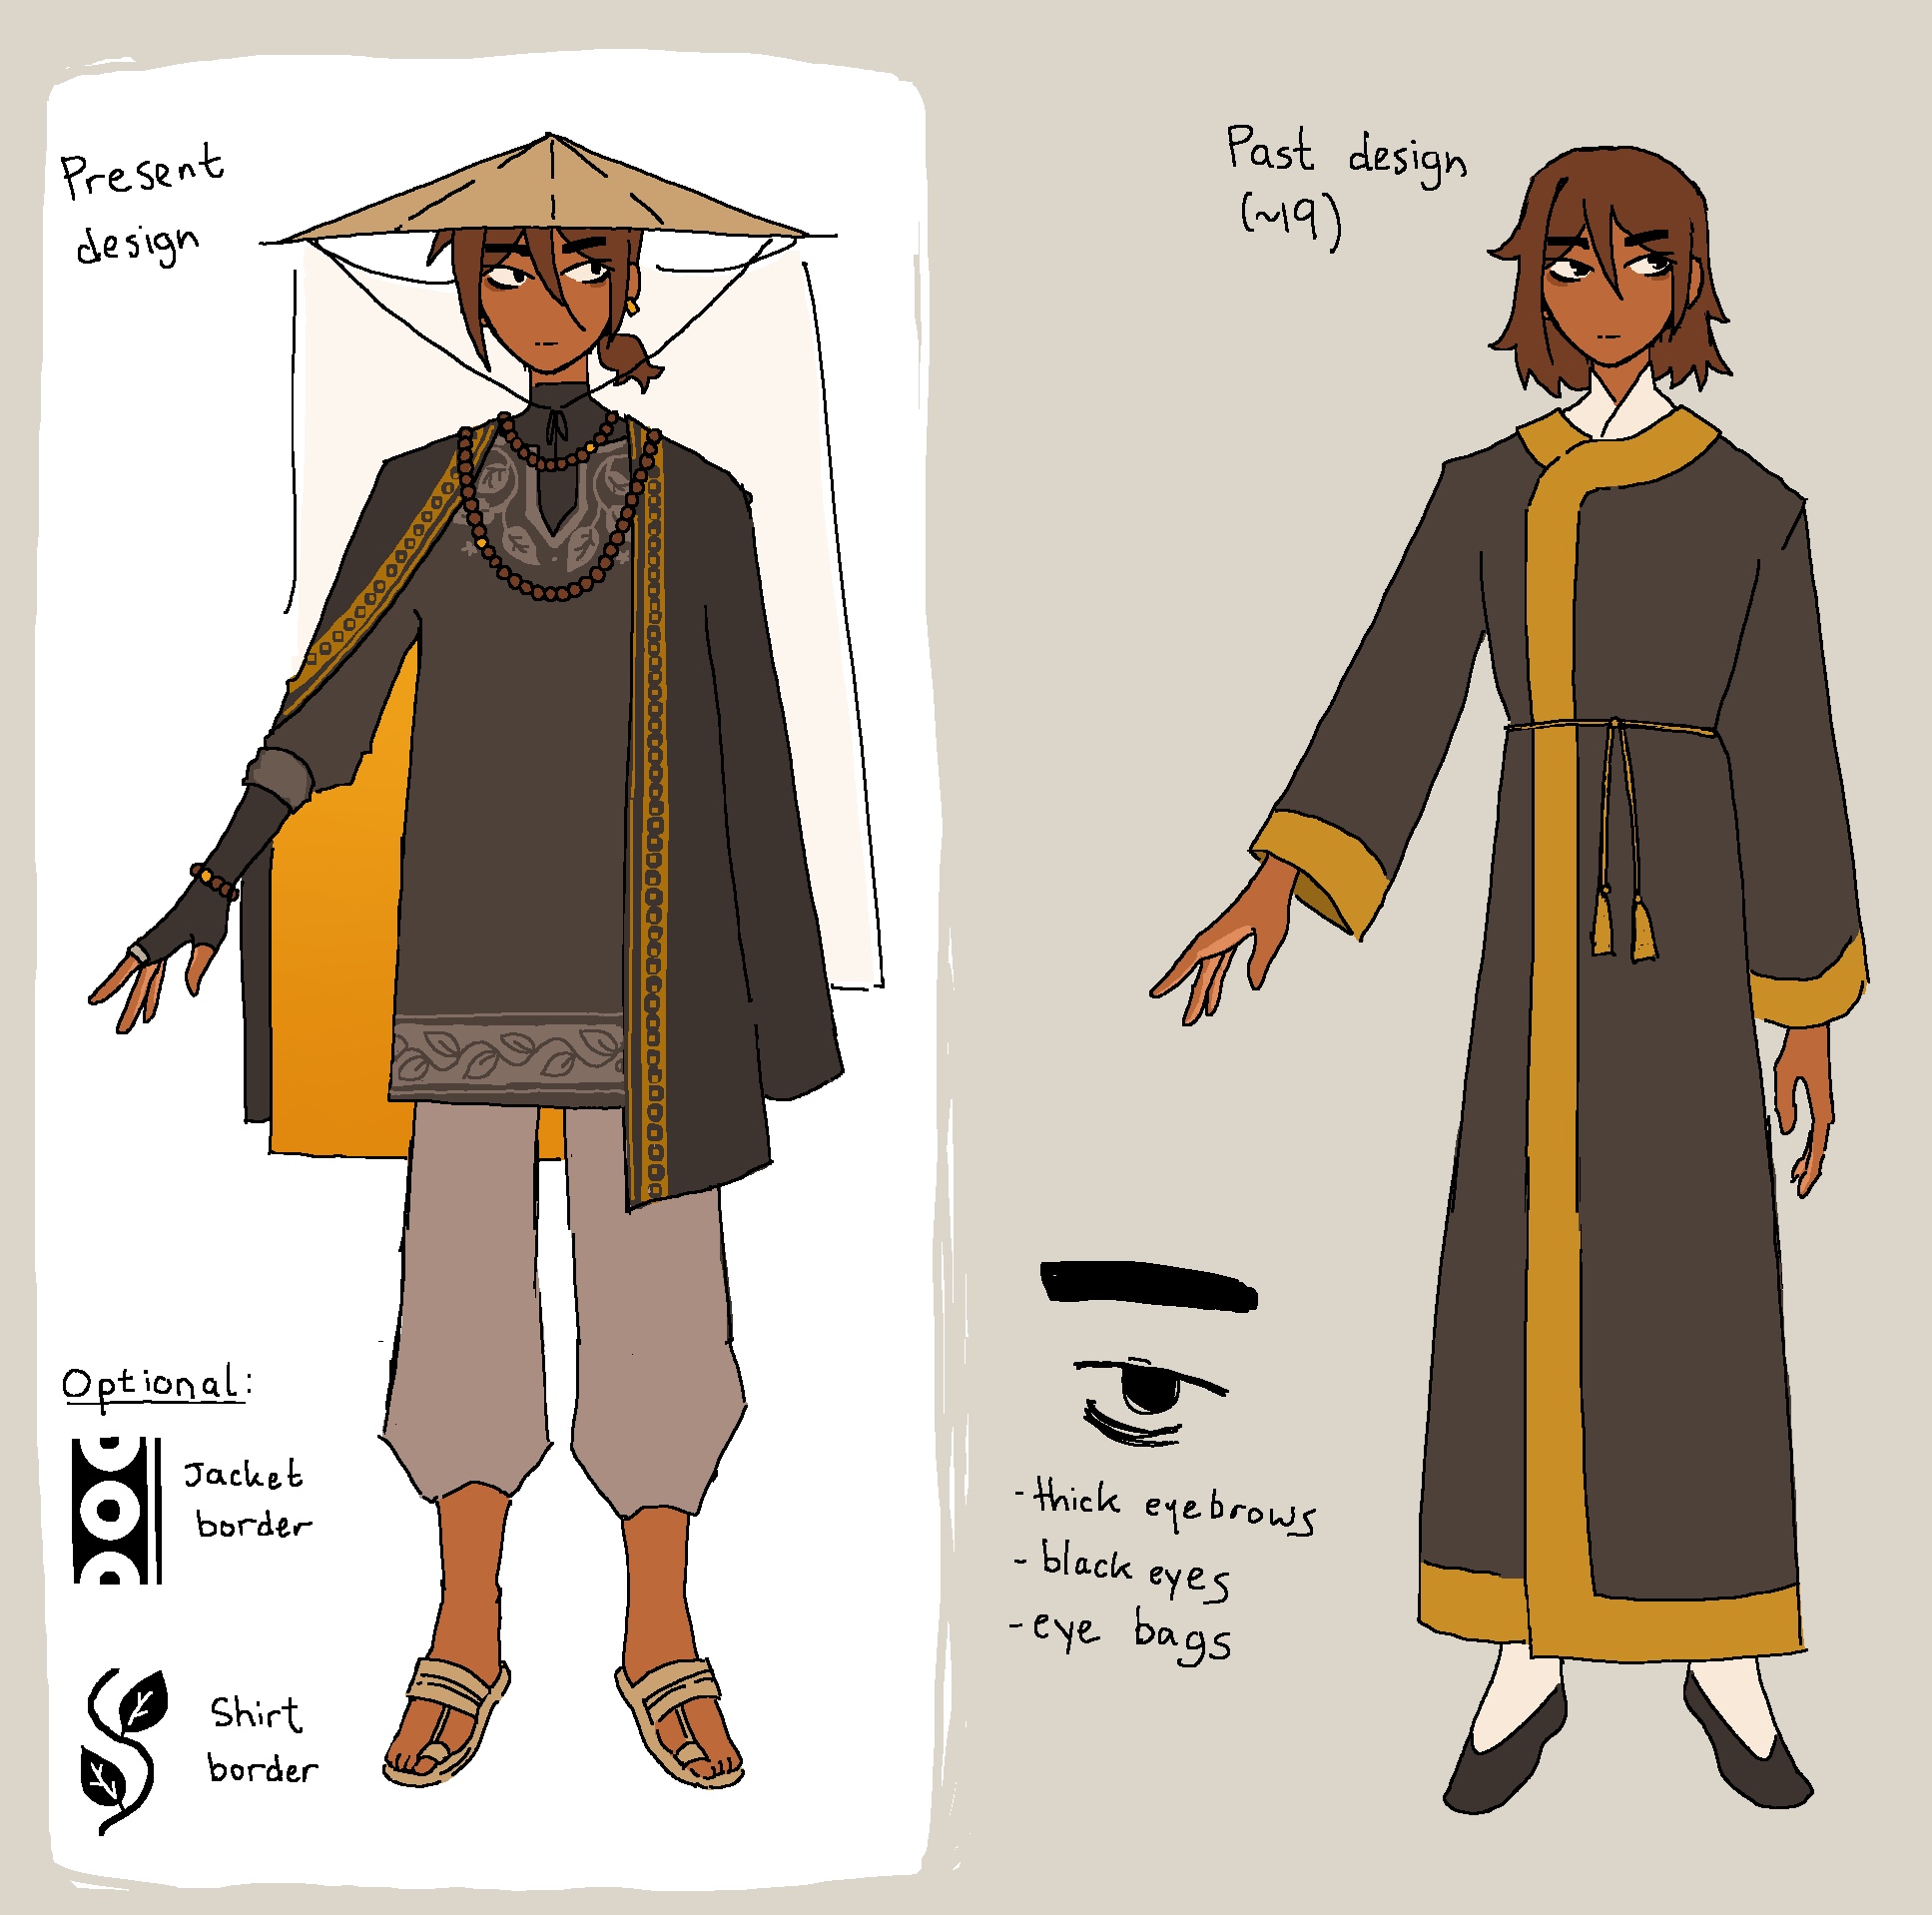 Present
design
Optional:
Jacket
border
Shirt
border
Past design
(~19)
- thick eyebrows
- black eyes
- eye bags